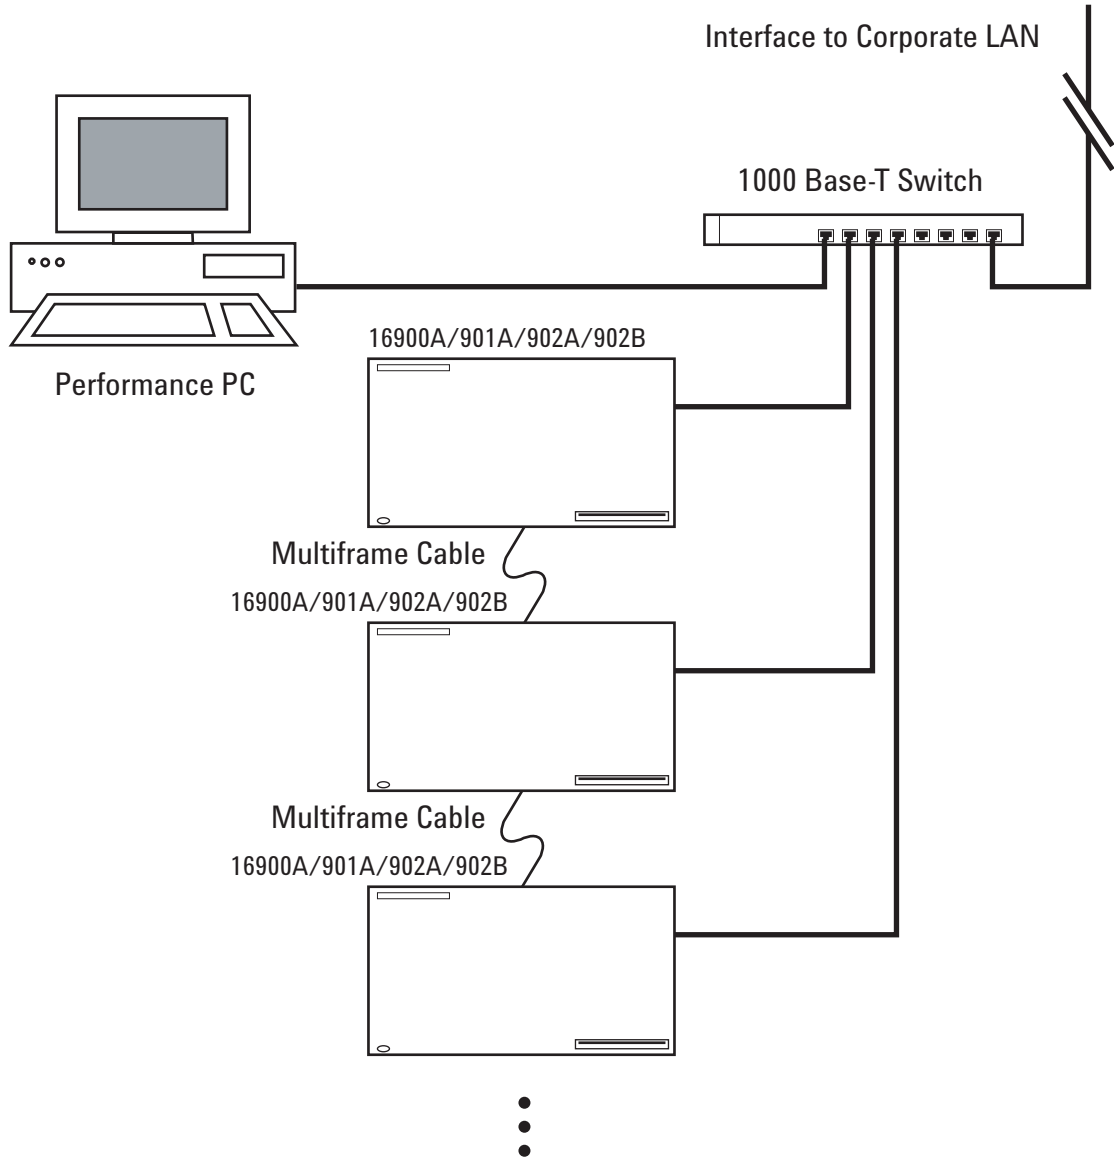 Interface to Corporate LAN
1000 Base-T Switch
Performance PC
16900A/901A/902A/902B
Multiframe Cable
16900A/901A/902A/902B
Multiframe Cable
16900A/901A/902A/902B